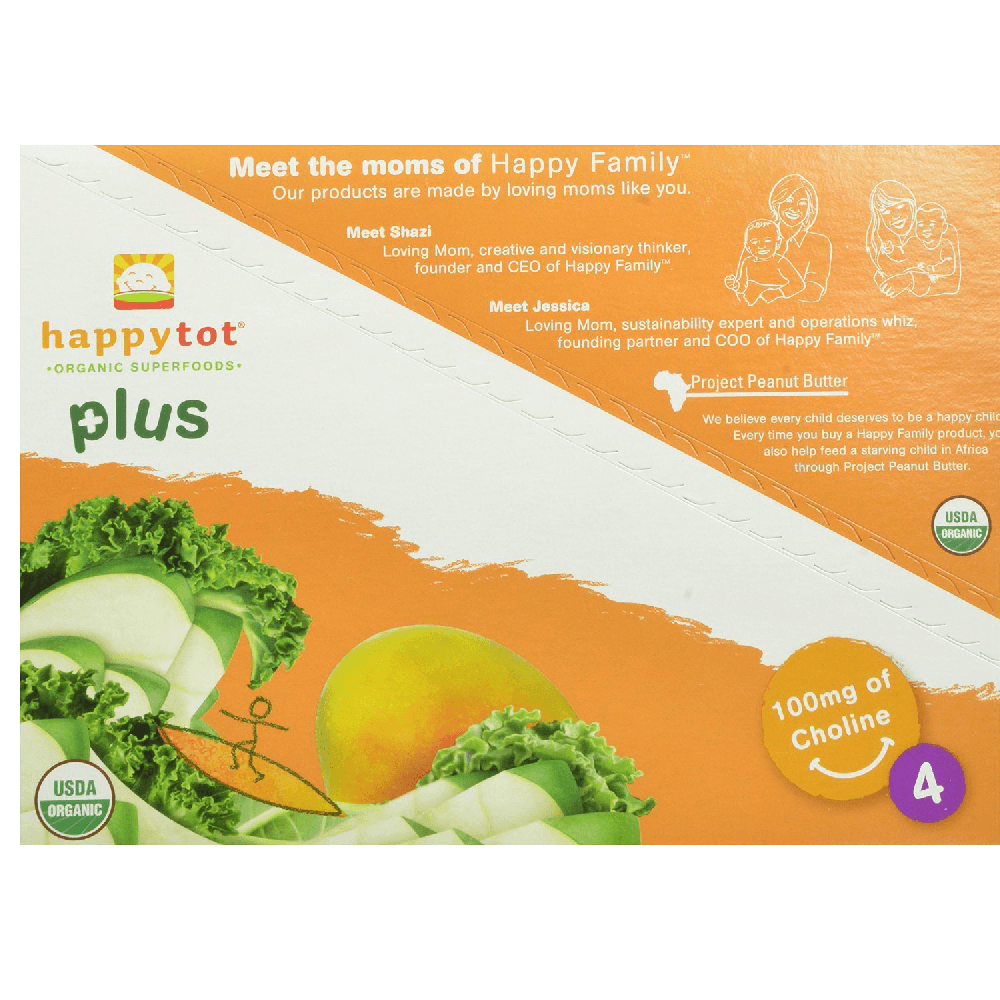 Meet the moms of Happy Family™
Our products are made by loving moms like you.
Meet Shazi
Loving Mom, creative and visionary thinker,
founder and CEO of Happy Family™.
Meet Jessica
Loving Mom, sustainability expert and operations whiz,
founding partner and COO of Happy Family™.
Project Peanut Butter
We believe every child deserves to be a happy
Every time you buy a Happy Family product,
also help feed a starving child in Africa
through Project Peanut Butter.
USDA
ORGANIC
happytot®
•ORGANIC SUPERFOODS•
plus
100mg of
Choline
4
USDA
ORGANIC